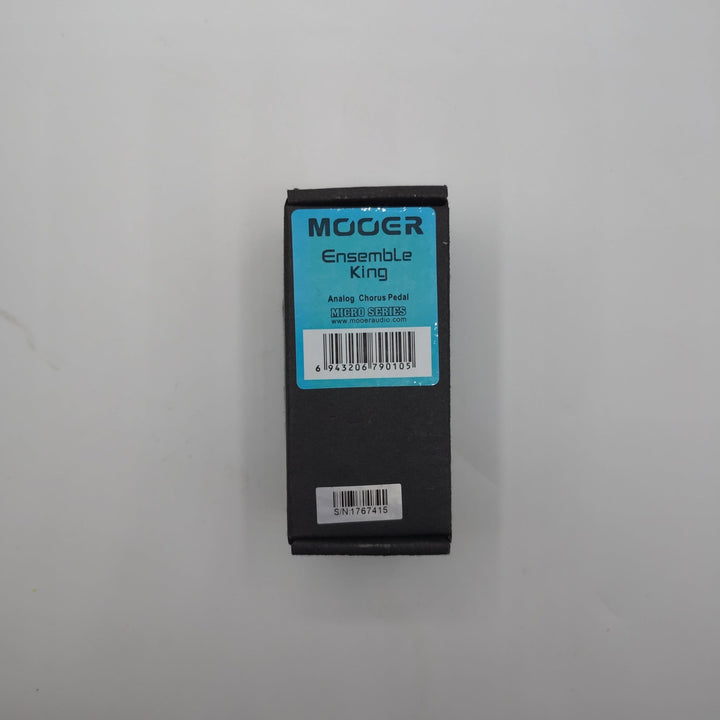 MOOER
Ensemble
King
Analog Chorus Pedal
MICRO SERIES
www.mooeraudio.com
6 943206 790105
S/N:1767415